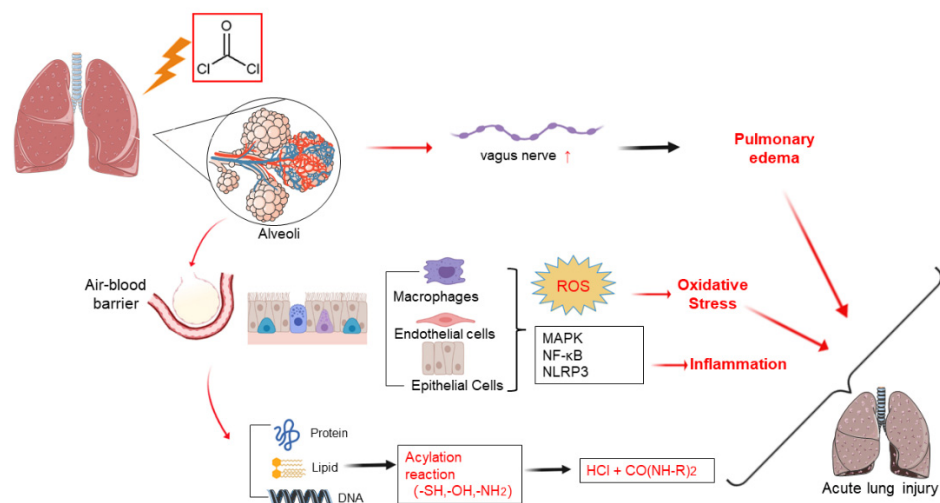 O
Cl
Cl
Alveoli
vagus nerve ↑
Pulmonary
edema
Air-blood
barrier
Macrophages
Endothelial cells
Epithelial Cells
ROS
MAPK
NF-κB
NLRP3
Oxidative
Stress
Inflammation
Protein
Lipid
DNA
Acylation
reaction
(-SH,-OH,-NH₂)
HCl + CO(NH-R)2
Acute lung injury